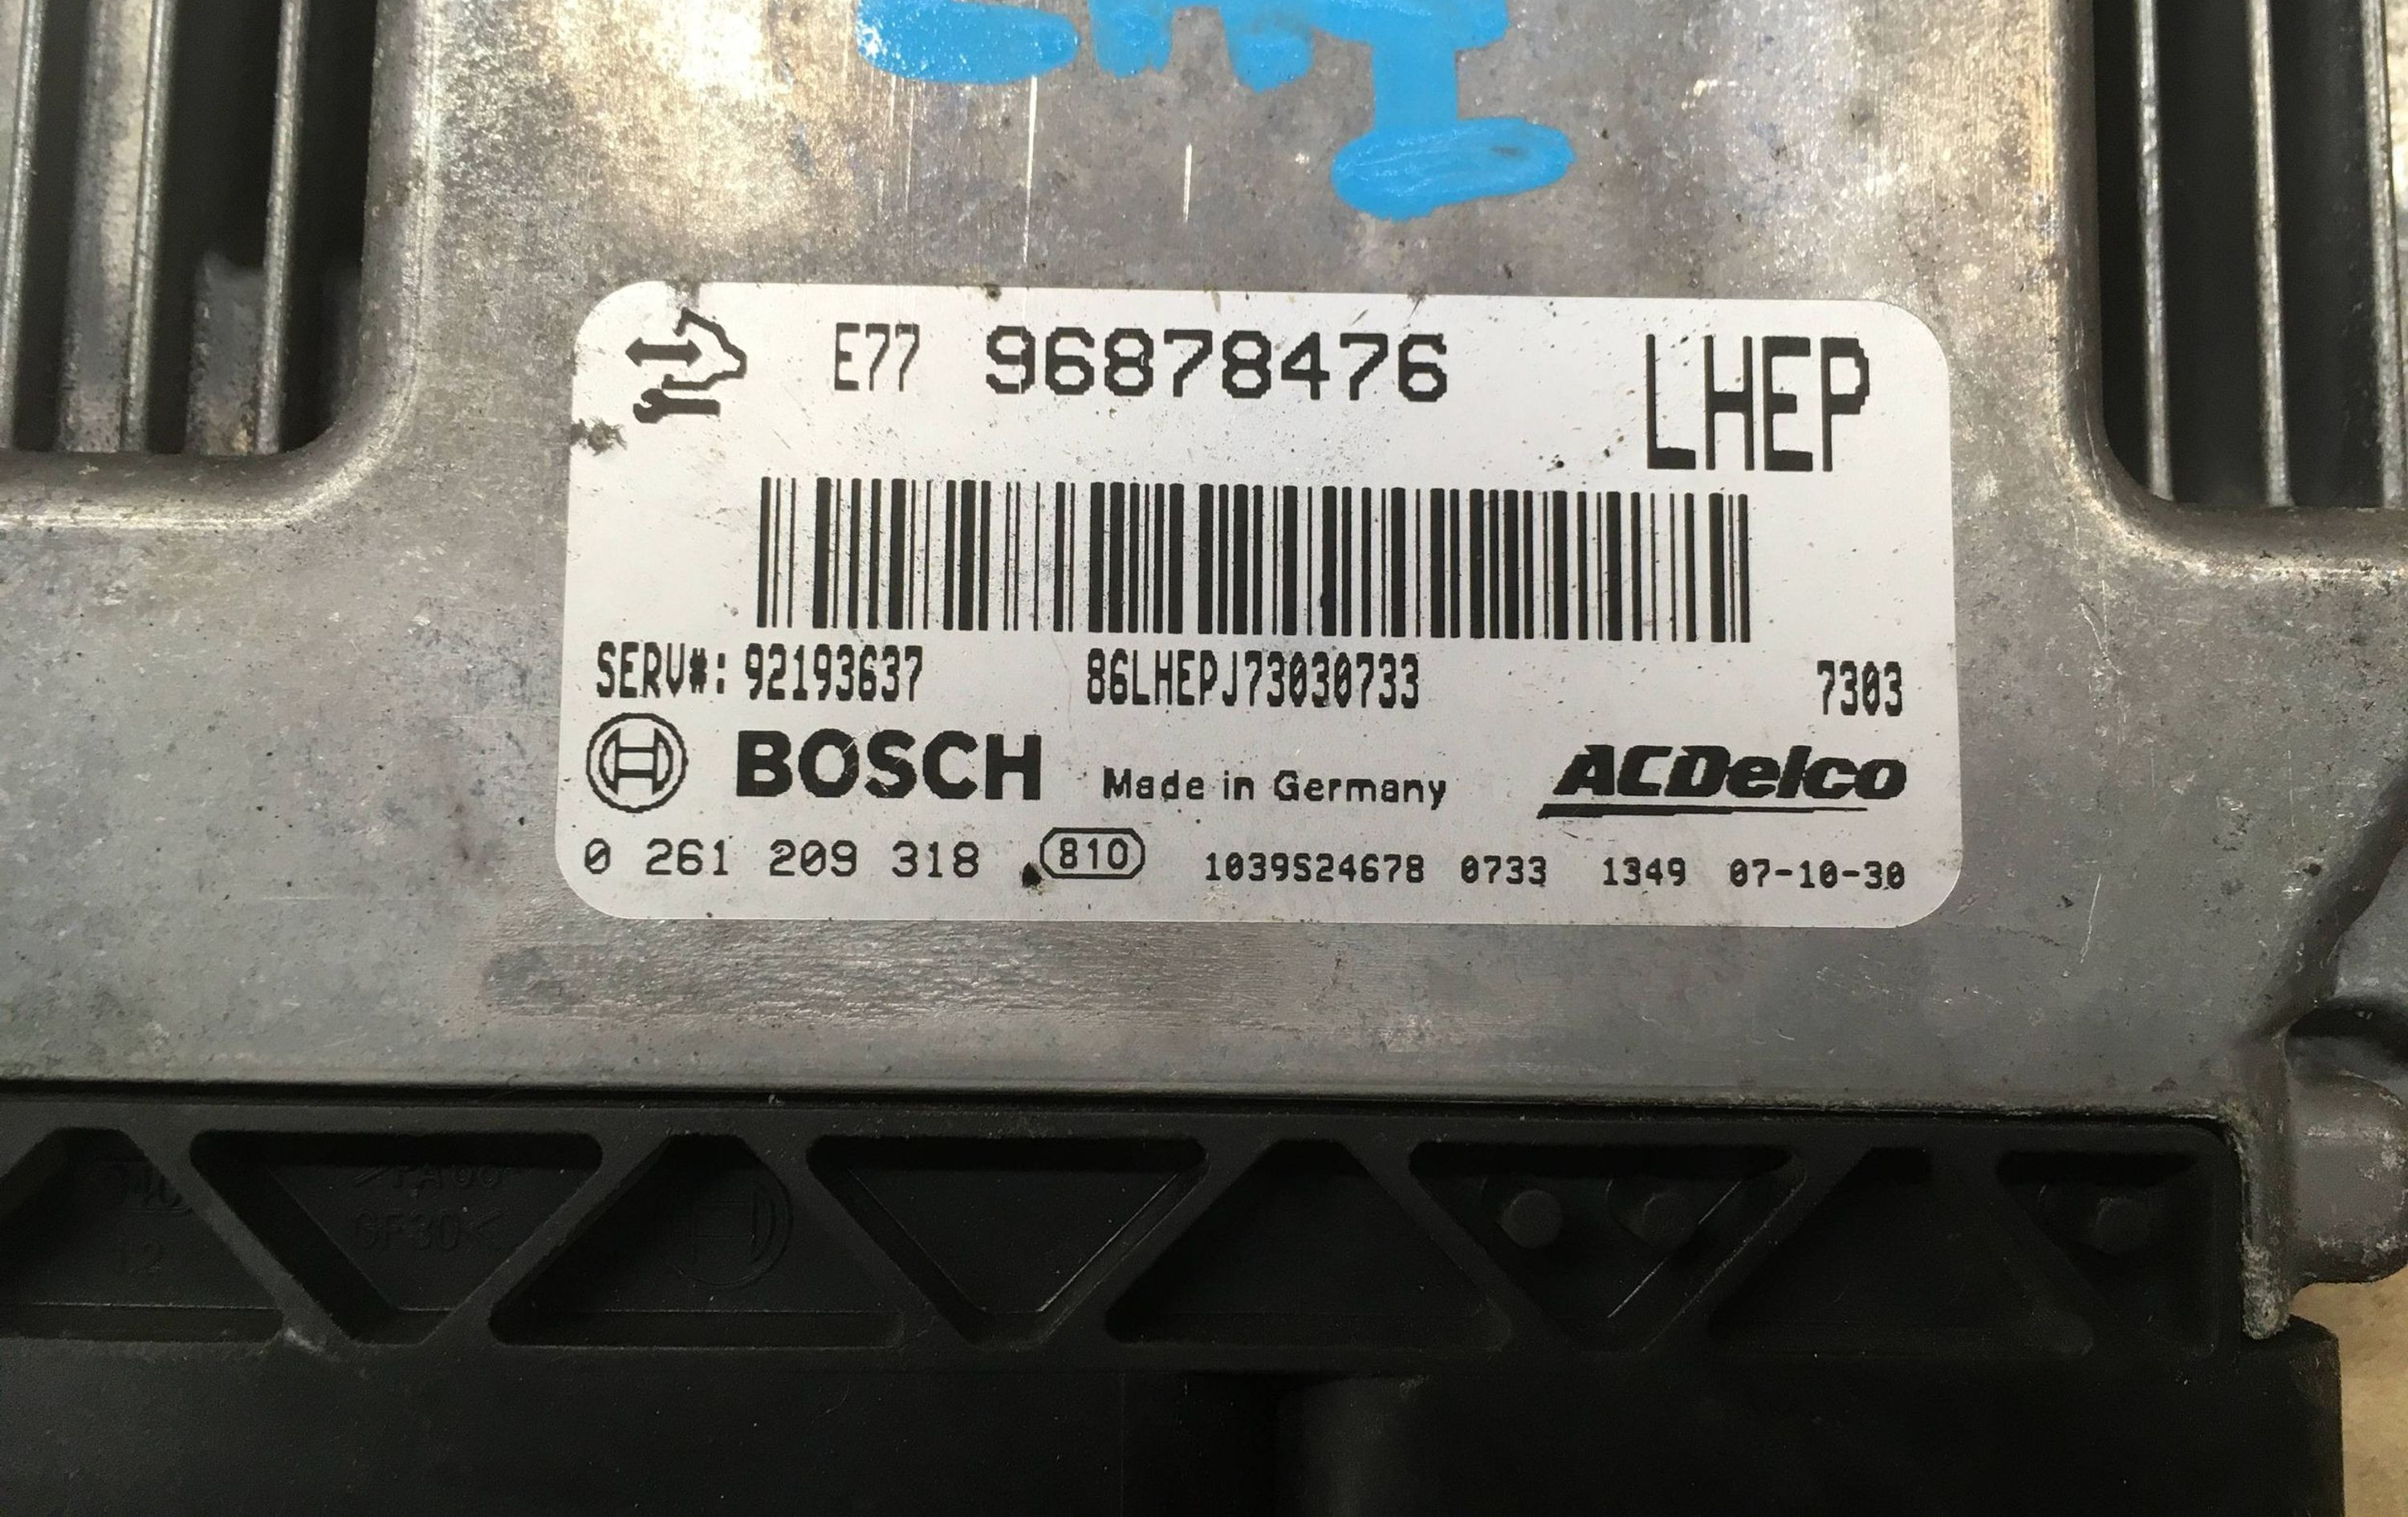 E77 96878476 LHEP
SERV#: 92193637 86LHEPJ73030733 7303
BOSCH Made in Germany ACDelco
0 261 209 318 810 1039S24678 0733 1349 07-10-30
GF30<